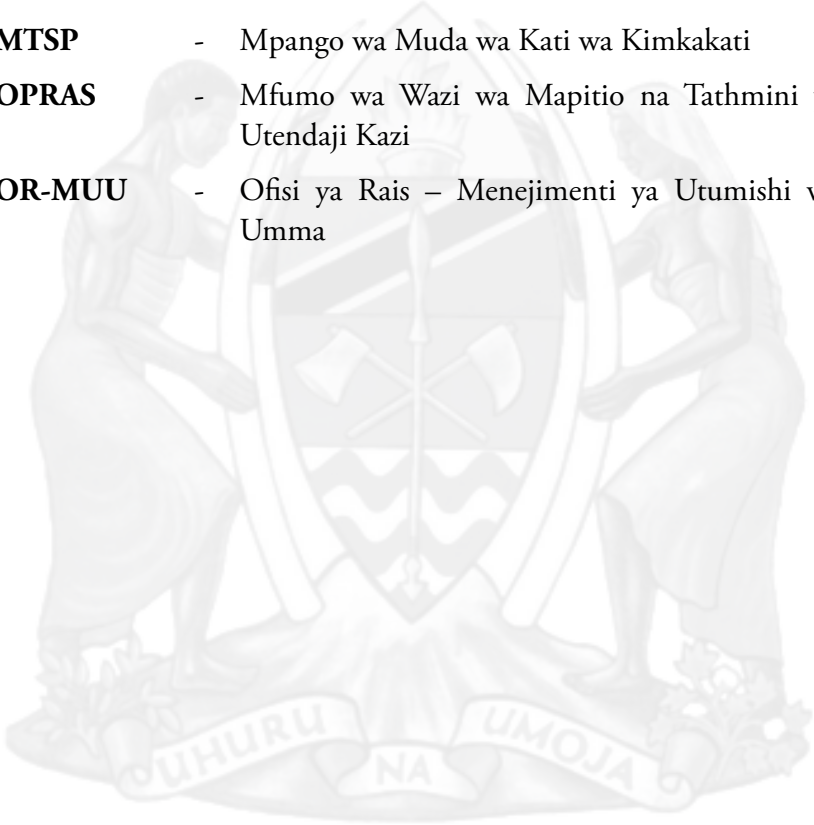 MTSP - Mpango wa Muda wa Kati wa Kimkakati
OPRAS - Mfumo wa Wazi wa Mapitio na Tathmini
Utendaji Kazi
OR-MUU - Ofisi ya Rais – Menejimenti ya Utumishi
Umma
UHURU NA UMOJA